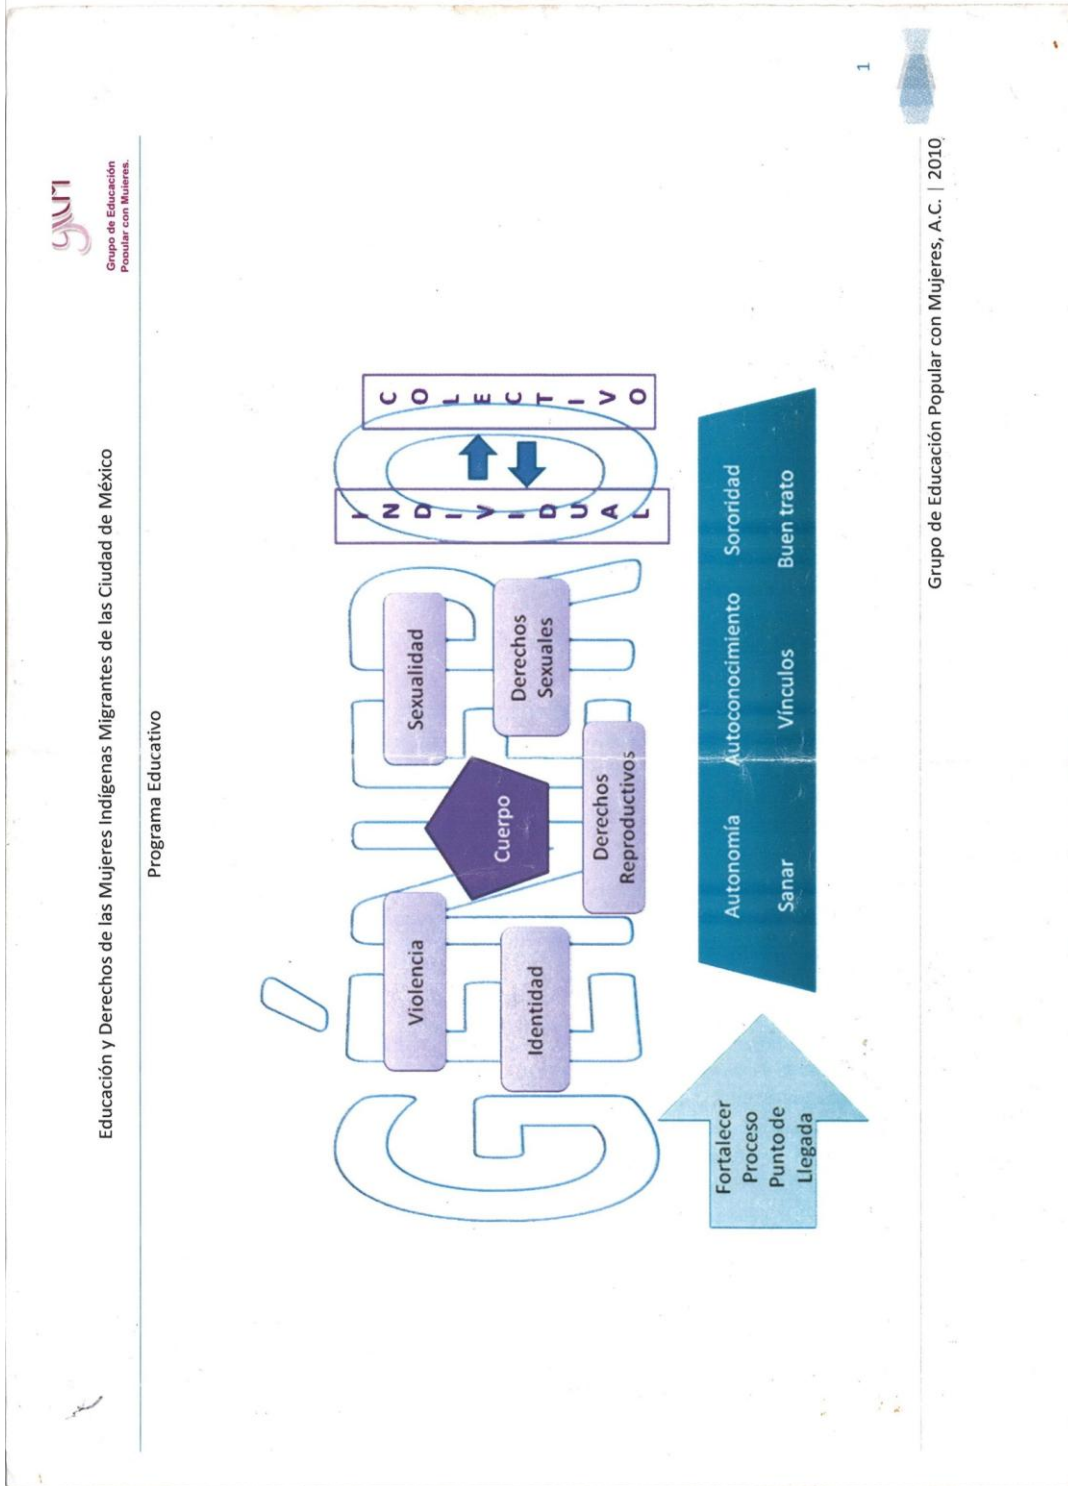 Educación y Derechos de las Mujeres Indígenas Migrantes de las Ciudad de México
gem
Grupo de Educación
Popular con Mujeres.
Programa Educativo
GÉNERO
Violencia
Sexualidad
Identidad
Cuerpo
Derechos
Sexuales
Derechos
Reproductivos
INDIVIDUAL
COLECTIVO
Fortalecer
Proceso
Punto de
Llegada
Autonomía Autoconocimiento Sororidad
Sanar Vínculos Buen trato
Grupo de Educación Popular con Mujeres, A.C. | 2010
1